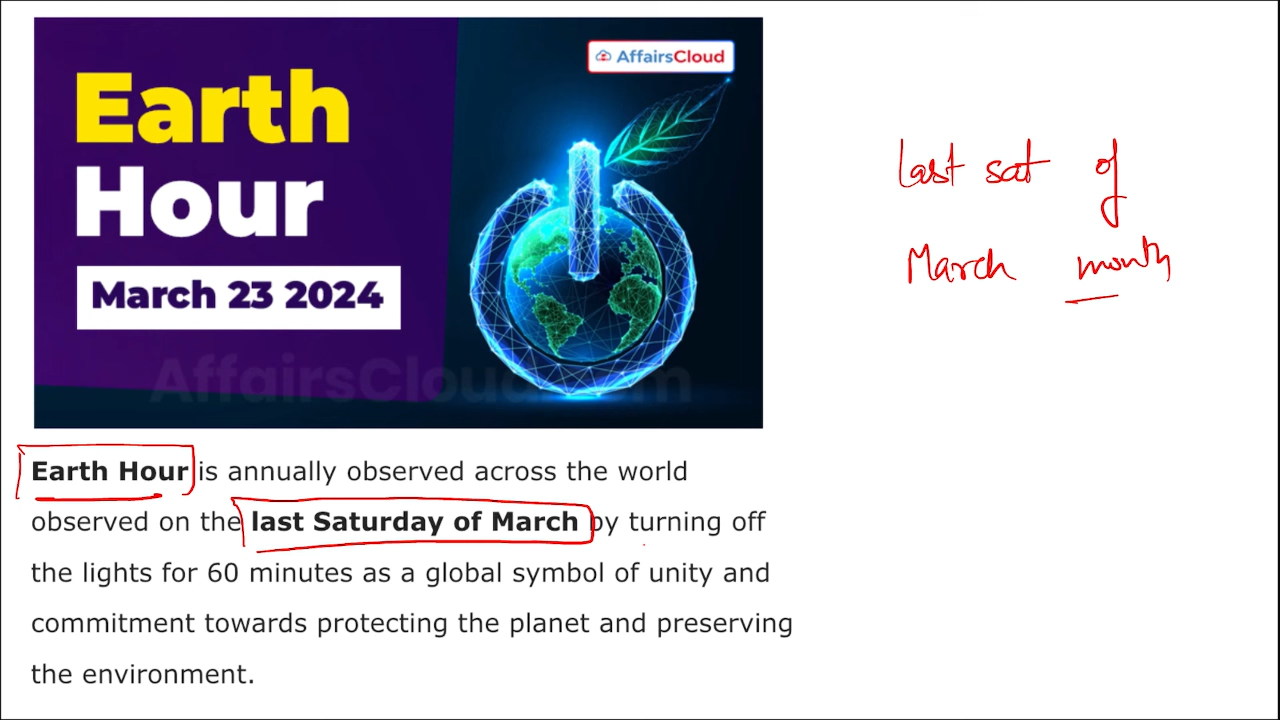 AffairsCloud
Earth
Hour
March 23 2024
AffairsCloud.com
last sat of
March month
Earth Hour is annually observed across the world
observed on the last Saturday of March by turning off
the lights for 60 minutes as a global symbol of unity and
commitment towards protecting the planet and preserving
the environment.